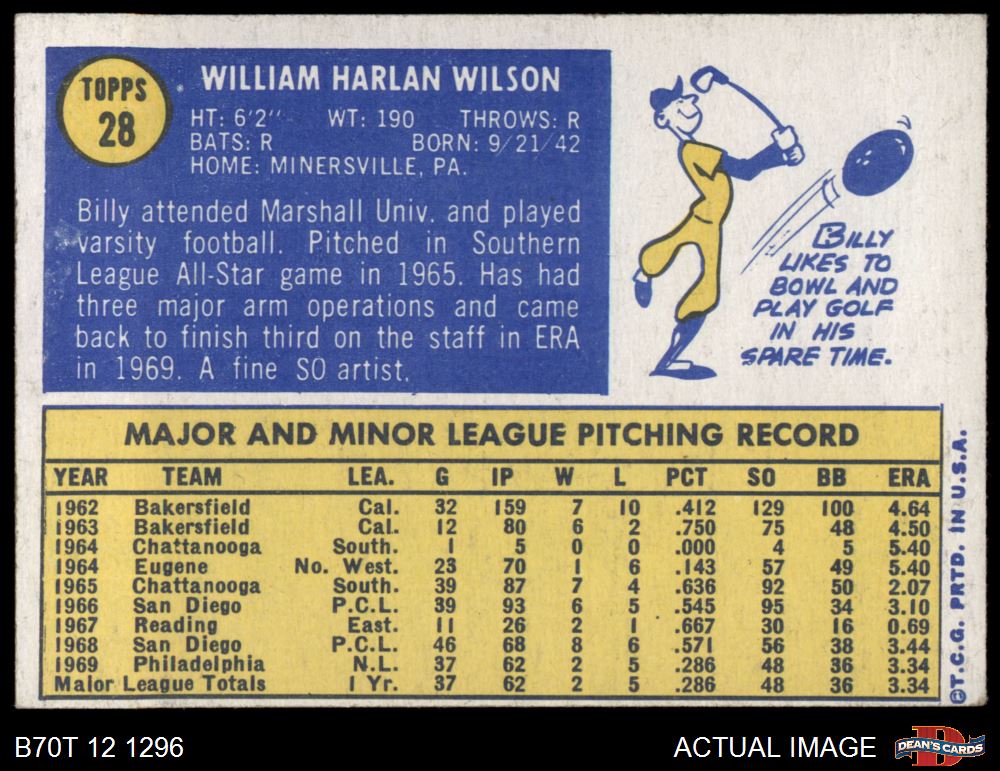 TOPPS
28
WILLIAM HARLAN WILSON
HT: 6'2" WT: 190 THROWS: R
BATS: R BORN: 9/21/42
HOME: MINERSVILLE, PA.
Billy attended Marshall Univ. and played
varsity football. Pitched in Southern
League All-Star game in 1965. Has had
three major arm operations and came
back to finish third on the staff in ERA
in 1969. A fine SO artist.
BILLY
LIKES TO
BOWL AND
PLAY GOLF
IN HIS
SPARE TIME.
MAJOR AND MINOR LEAGUE PITCHING RECORD
YEAR TEAM LEA. G IP W L PCT SO BB ERA
1962 Bakersfield Cal. 32 159 7 10 .412 129 100 4.64
1963 Bakersfield Cal. 12 80 6 2 .750 75 48 4.50
1964 Chattanooga South. 1 5 0 0 .000 4 5 5.40
1964 Eugene No. West. 23 70 1 6 .143 57 49 5.40
1965 Chattanooga South. 39 87 7 4 .636 92 50 2.07
1966 San Diego P.C.L. 39 93 6 5 .545 95 34 3.10
1967 Reading East. 11 26 2 1 .667 30 16 0.69
1968 San Diego P.C.L. 46 68 8 6 .571 56 38 3.44
1969 Philadelphia N.L. 37 62 2 5 .286 48 36 3.34
Major League Totals 1 Yr. 37 62 2 5 .286 48 36 3.34
©T.C.G. PRTD. IN U.S.A.
B70T 12 1296
ACTUAL IMAGE
DEAN'S CARDS